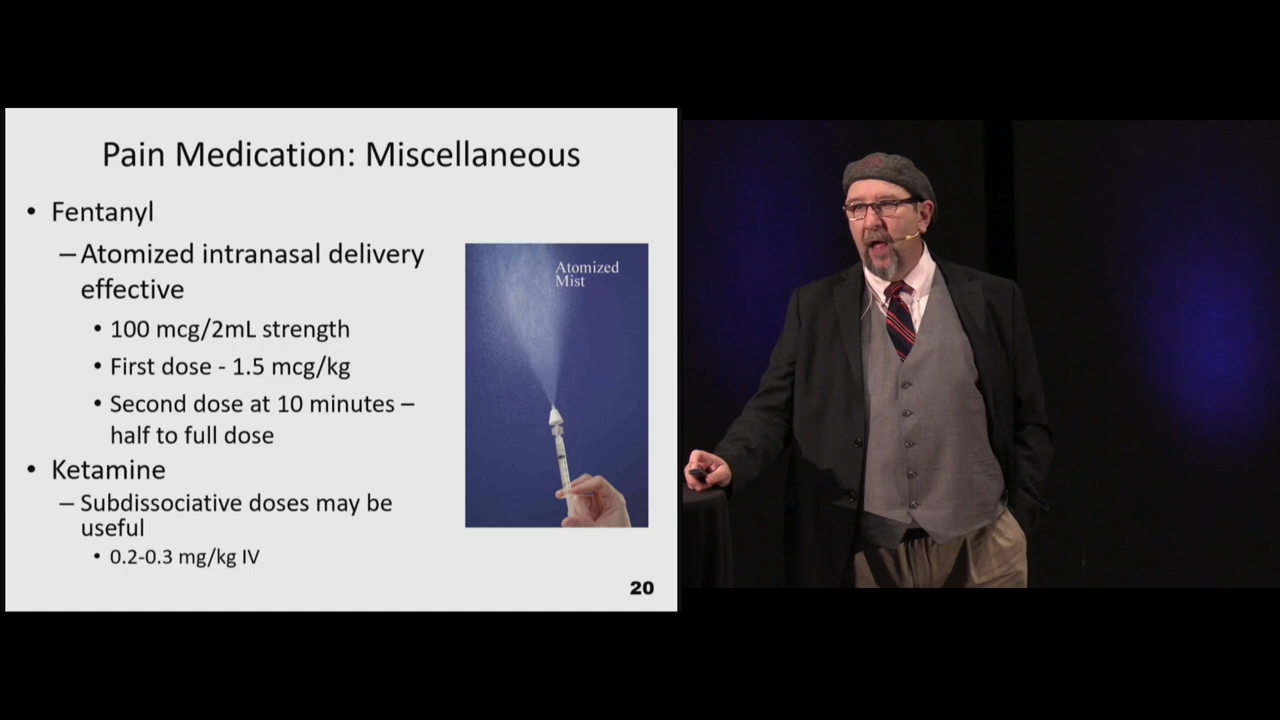 Pain Medication: Miscellaneous
• Fentanyl
– Atomized intranasal delivery
effective
• 100 mcg/2mL strength
• First dose - 1.5 mcg/kg
• Second dose at 10 minutes –
half to full dose
• Ketamine
– Subdissociative doses may be
useful
• 0.2-0.3 mg/kg IV
Atomized
Mist
20